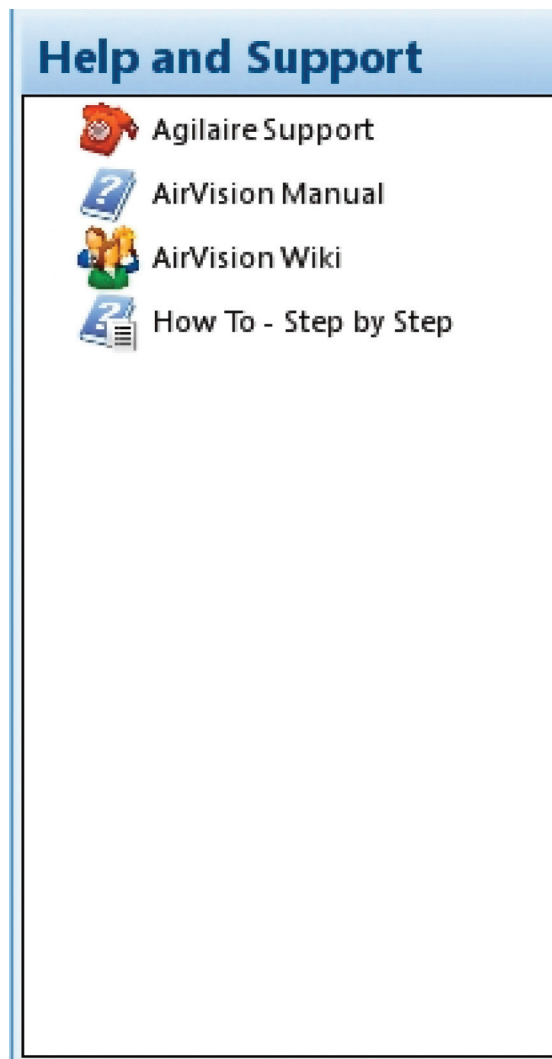 Help and Support
Agilaire Support
AirVision Manual
AirVision Wiki
How To - Step by Step